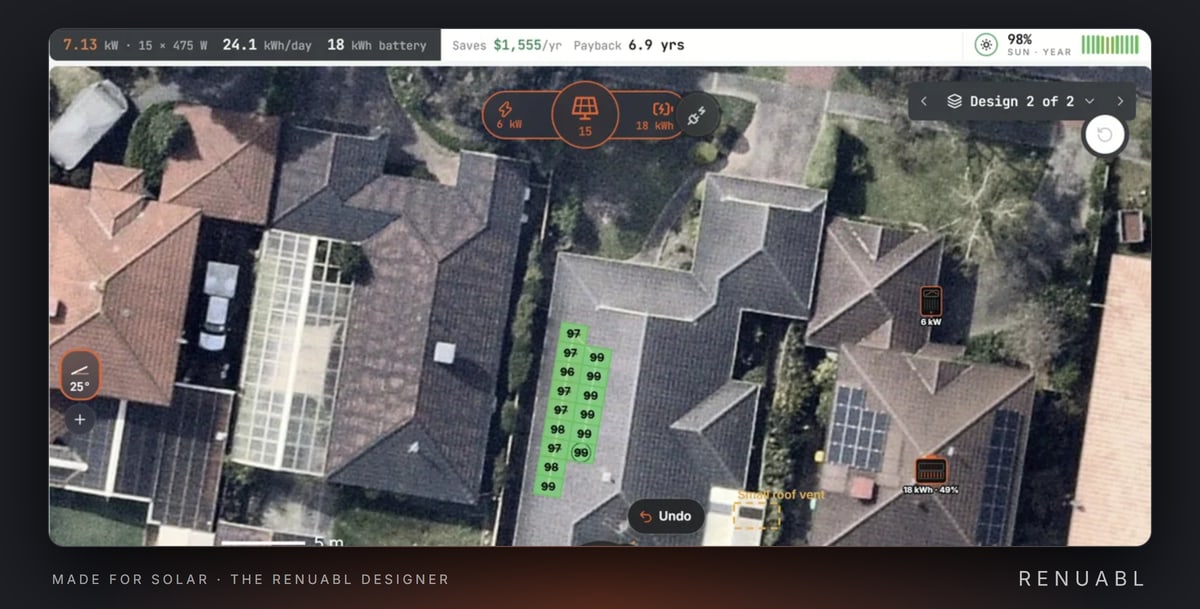 7.13 kW · 15 × 475 W 24.1 kWh/day 18 kWh battery Saves $1,555/yr Payback 6.9 yrs 98%
SUN · YEAR
Design 2 of 2
6 kW 15 18 kWh
6 kW
25°
97
97 99
96 99
97 99
97 99
98 99
97 99
98
99
18 kWh · 49%
Small roof vent
Undo
5 m
MADE FOR SOLAR · THE RENUABL DESIGNER RENUABL